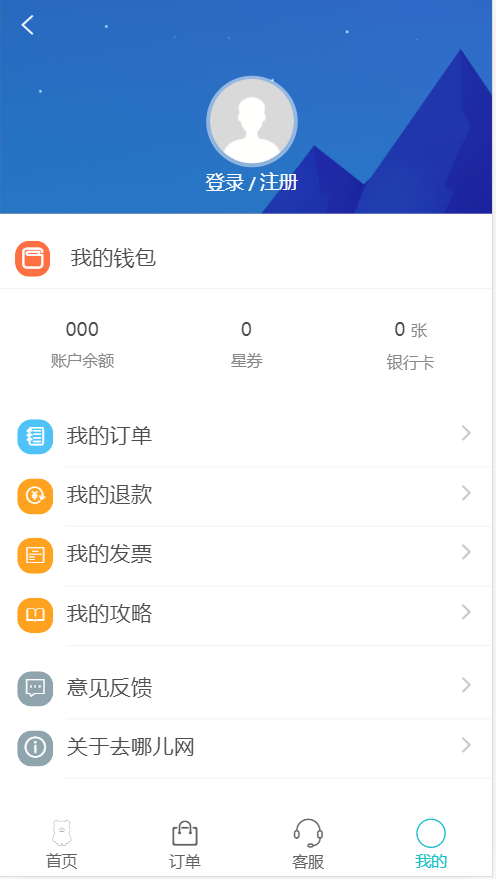 登录 / 注册
我的钱包
000 0 0 张
账户余额 星券 银行卡
我的订单
我的退款
我的发票
我的攻略
意见反馈
关于去哪儿网
首页 订单 客服 我的